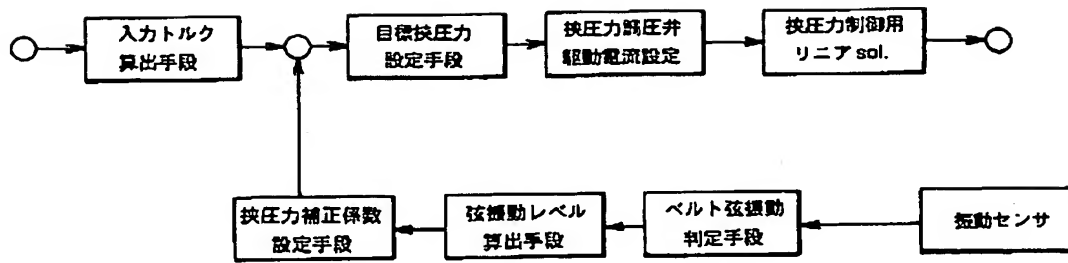 入力トルク
算出手段
目標挟圧力
設定手段
挟圧力調圧弁
駆動電流設定
挟圧力制御用
リニアsol.
挟圧力補正係数
設定手段
弦振動レベル
算出手段
ベルト弦振動
判定手段
振動センサ